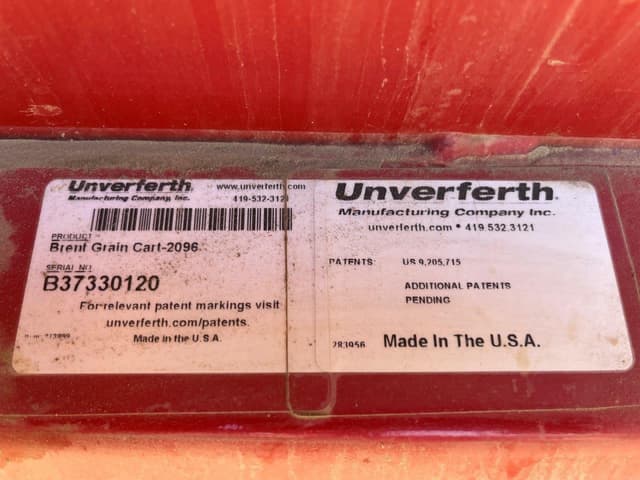 Unverferth www.unverferth.com
Manufacturing Company, Inc. 419-532-3121
PRODUCT
Brent Grain Cart-2096
SERIAL NO
B37330120
For relevant patent markings visit
unverferth.com/patents.
Made in the U.S.A.
Unverferth
Manufacturing Company Inc.
unverferth.com • 419.532.3121
PATENTS: US 9,205,715
ADDITIONAL PATENTS
PENDING
283956 Made In The U.S.A.